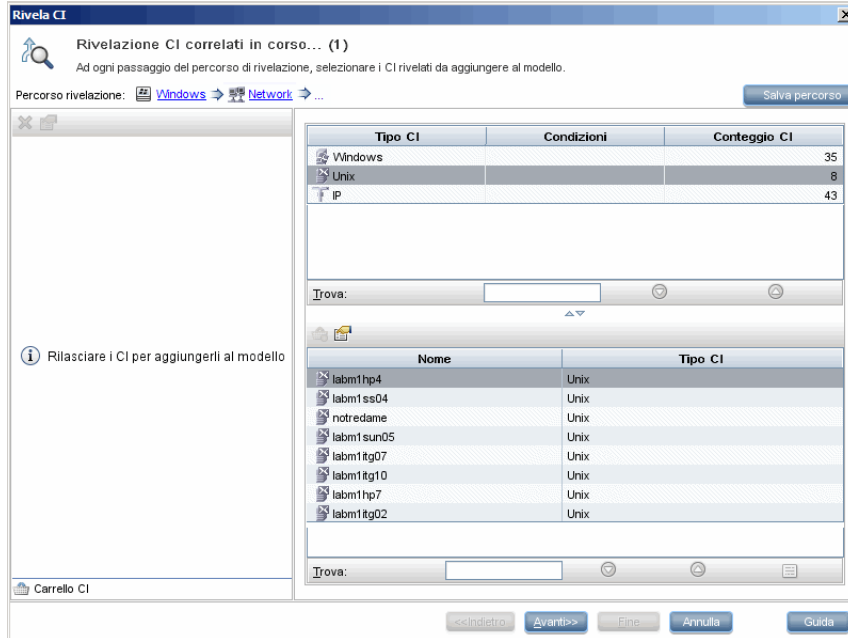 Rivela CI
Rivelazione CI correlati in corso... (1)
Ad ogni passaggio del percorso di rivelazione, selezionare i CI rivelati da aggiungere al modello.
Percorso rivelazione: Windows Network ...
Salva percorso
Tipo CI Condizioni Conteggio CI
Windows 35
Unix 8
IP 43
Trova:
Rilasciare i CI per aggiungerli al modello
Nome Tipo CI
labm1hp4 Unix
labm1ss04 Unix
notredame Unix
labm1sun05 Unix
labm1itg07 Unix
labm1itg10 Unix
labm1hp7 Unix
labm1itg02 Unix
Trova:
Carrello CI
<<Indietro Avanti>> Fine Annulla Guida